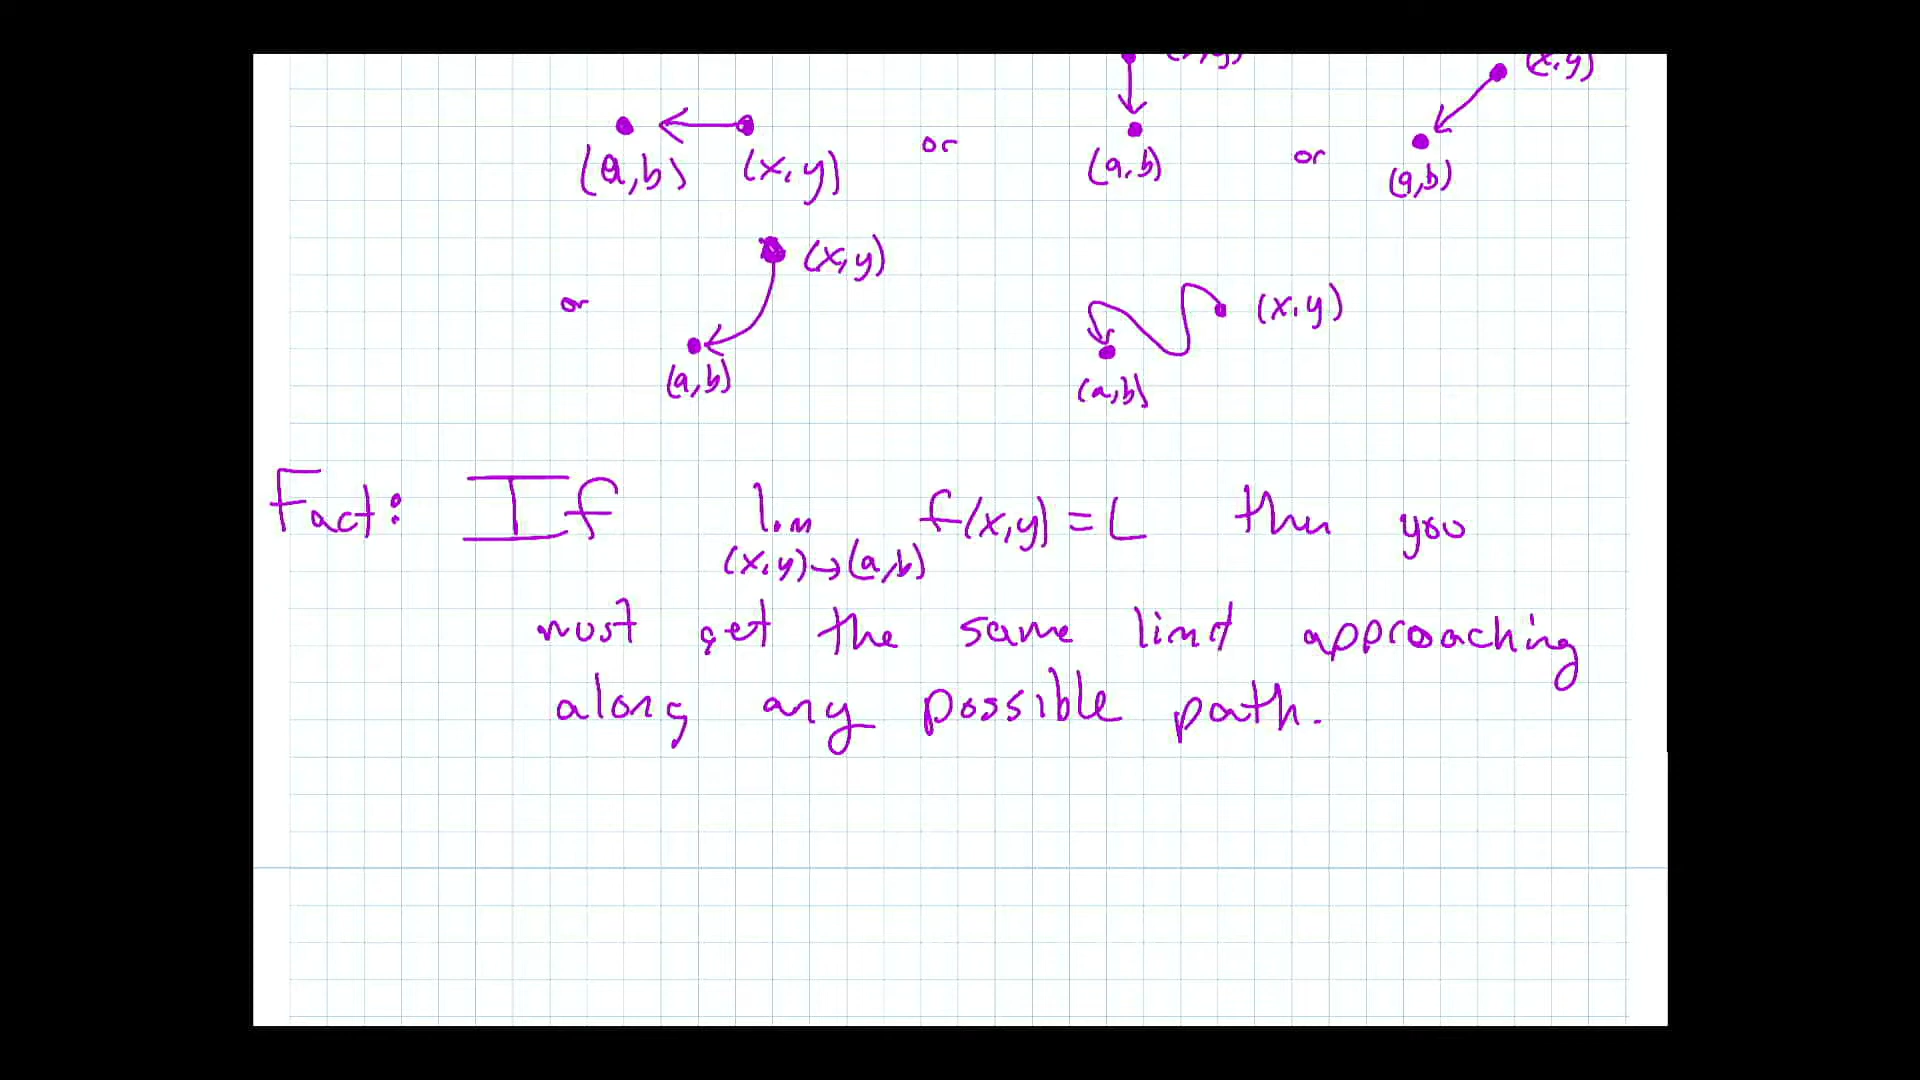 (x,y) (x,y)
(a,b) (x,y) or (a,b) or (a,b)
(x,y)
or (x,y)
(a,b) (a,b)
Fact: If lim f(x,y) = L then you
(x,y)→(a,b)
must get the same limit approaching
along any possible path.